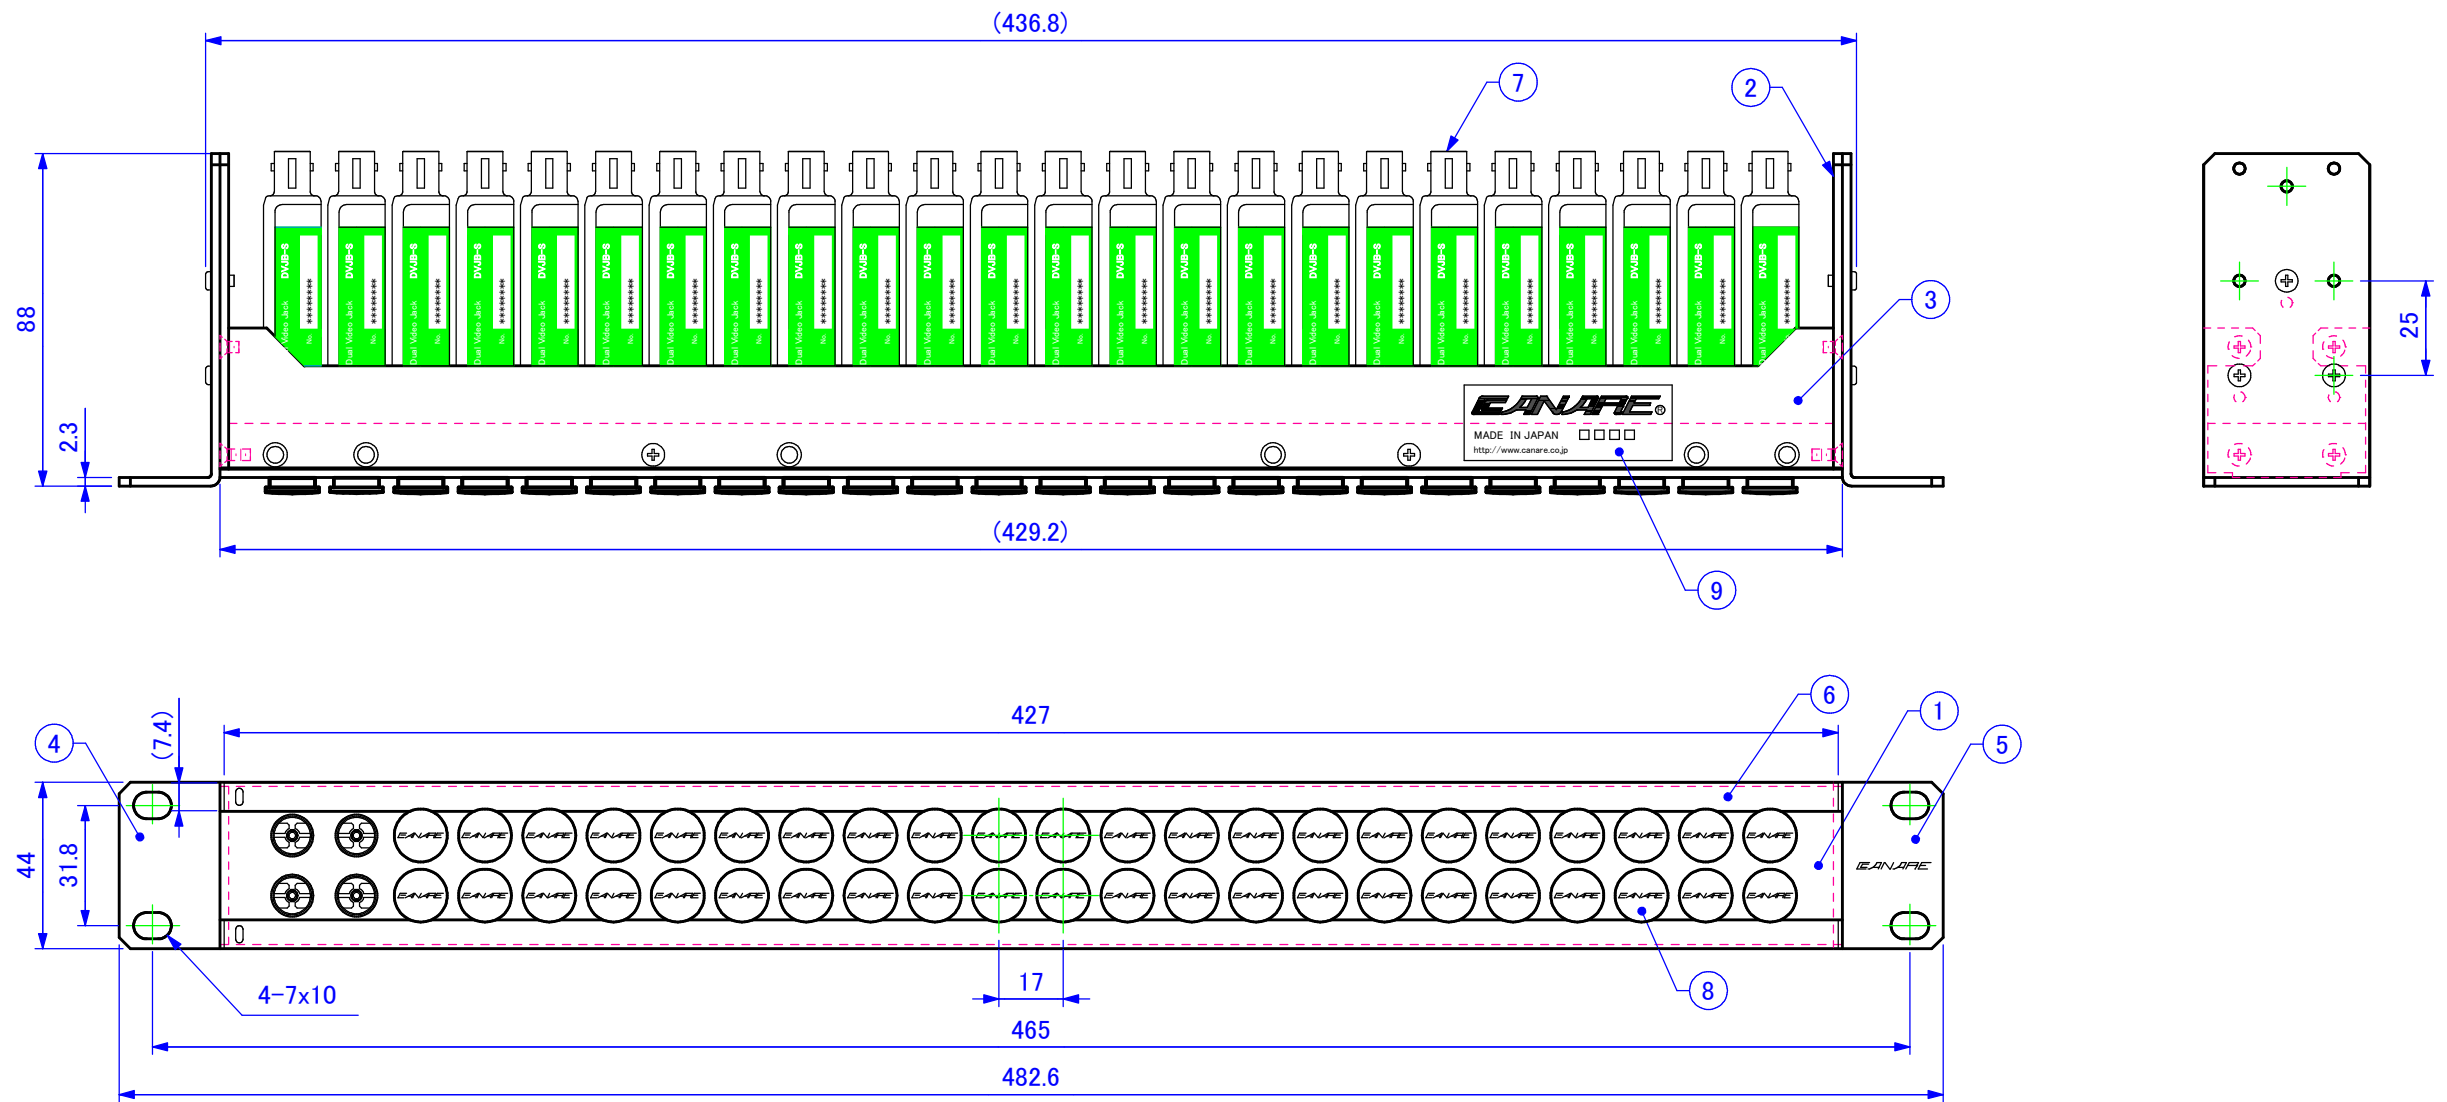 (436.8)
7
2
88
3
25
2.3
DVJB-S
Dual Video Jack
No. ********
CANARE®
MADE IN JAPAN □□□□
http://www.canare.co.jp
(429.2)
9
6
427
1
(7.4)
4
5
44
31.8
CANARE
17
8
4-7x10
465
482.6